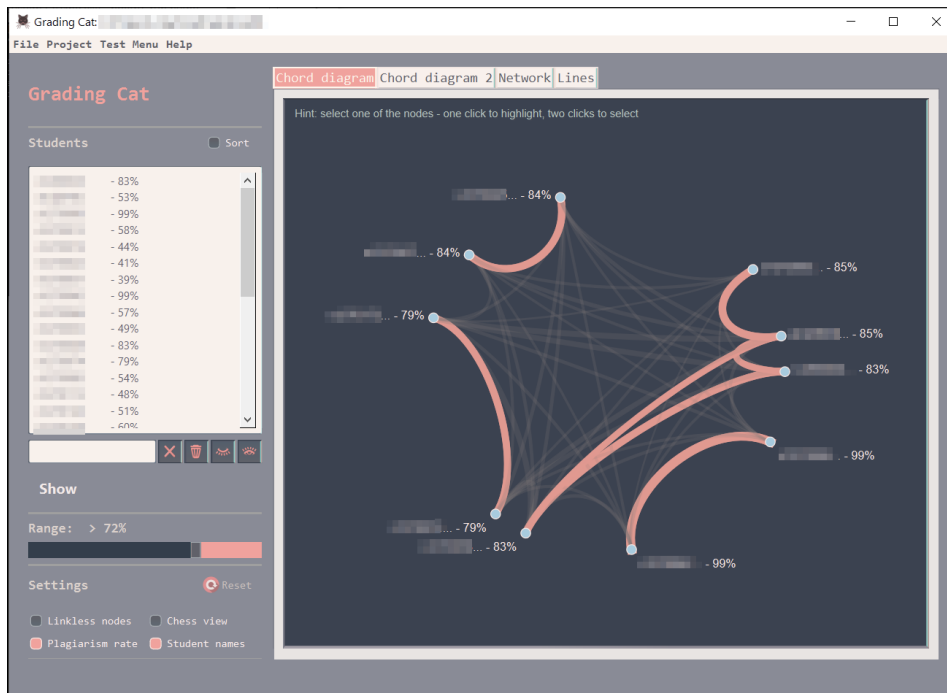 Grading Cat:
File Project Test Menu Help
Grading Cat
Students
Sort
- 83%
- 53%
- 99%
- 58%
- 44%
- 41%
- 39%
- 99%
- 57%
- 49%
- 83%
- 79%
- 54%
- 48%
- 51%
- 60%
Show
Range: > 72%
Settings
Reset
Linkless nodes
Chess view
Plagiarism rate
Student names
Chord diagram
Chord diagram 2
Network
Lines
Hint: select one of the nodes - one click to highlight, two clicks to select
... - 84%
... - 84%
. - 85%
... - 79%
... - 85%
- 83%
. - 99%
... - 79%
... - 83%
- 99%